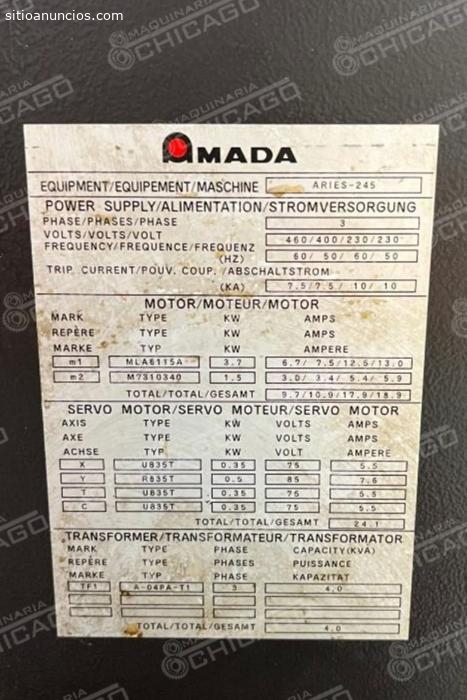 sitioanuncios.com
MAQUINARIA
CHICAGO
AMADA
EQUIPMENT/EQUIPEMENT/MASCHINE ARIES-245
POWER SUPPLY/ALIMENTATION/STROMVERSORGUNG
PHASE/PHASES/PHASE 3
VOLTS/VOLTS/VOLT 460/400/230/230
FREQUENCY/FREQUENCE/FREQUENZ (HZ) 60/ 50/ 60/ 50
TRIP. CURRENT/POUV. COUP. /ABSCHALTSTROM
(KA) 7.5/7.5/ 10/ 10
MOTOR/MOTEUR/MOTOR
MARK TYPE KW AMPS
REPÈRE TYPE KW AMPS
MARKE TYP KW AMPERE
m1 MLA6115A 3.7 6.7/ 7.5/12.5/13.0
m2 M7310340 1.5 3.0/ 3.4/ 5.4/ 5.9
TOTAL/TOTAL/GESAMT 9.7/10.9/17.9/18.9
SERVO MOTOR/SERVO MOTEUR/SERVO MOTOR
AXIS TYPE KW VOLTS AMPS
AXE TYPE KW VOLTS AMPS
ACHSE TYP KW VOLT AMPERE
X U835T 0.35 75 5.5
Y R835T 0.5 85 7.6
T U835T 0.35 75 5.5
C U835T 0.35 75 5.5
TOTAL/TOTAL/GESAMT 24.1
TRANSFORMER/TRANSFORMATEUR/TRANSFORMATOR
MARK TYPE PHASE CAPACITY(KVA)
REPÈRE TYPE PHASES PUISSANCE
MARKE TYP PHASE KAPAZITAT
TF1 A-04PA-T1 3 4.0
TOTAL/TOTAL/GESAMT 4.0